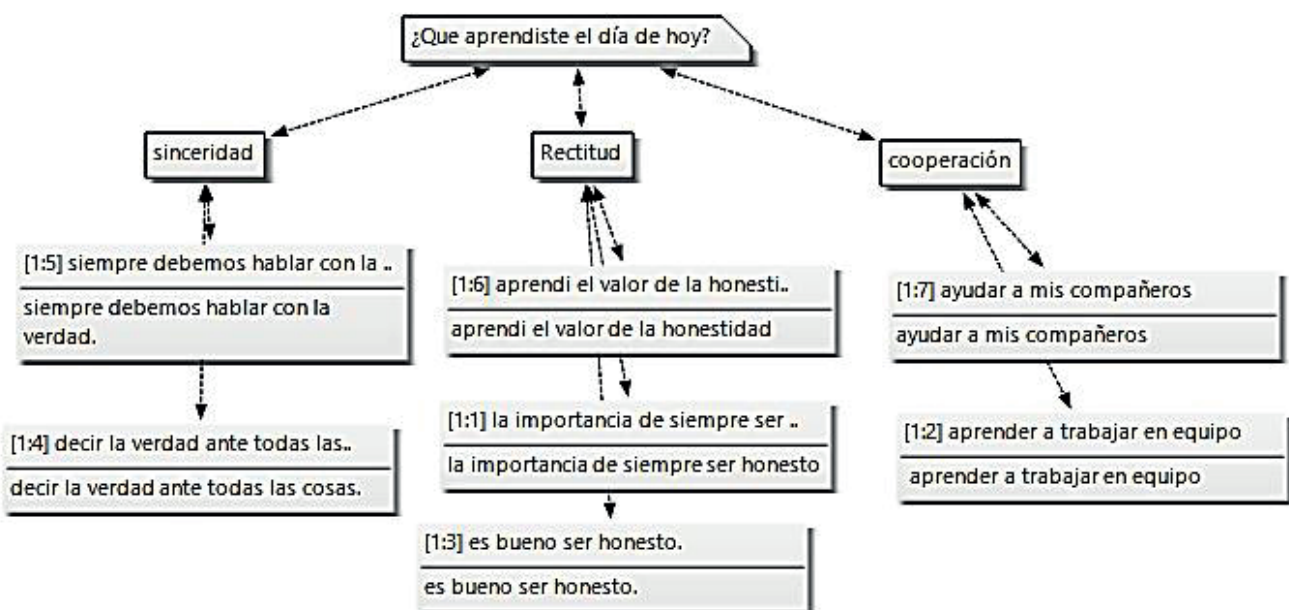 ¿Que aprendiste el día de hoy?
sinceridad
Rectitud
cooperación
[1:5] siempre debemos hablar con la ..
siempre debemos hablar con la
verdad.
[1:4] decir la verdad ante todas las..
decir la verdad ante todas las cosas.
[1:6] aprendi el valor de la honesti..
aprendi el valor de la honestidad
[1:1] la importancia de siempre ser ..
la importancia de siempre ser honesto
[1:3] es bueno ser honesto.
es bueno ser honesto.
[1:7] ayudar a mis compañeros
ayudar a mis compañeros
[1:2] aprender a trabajar en equipo
aprender a trabajar en equipo